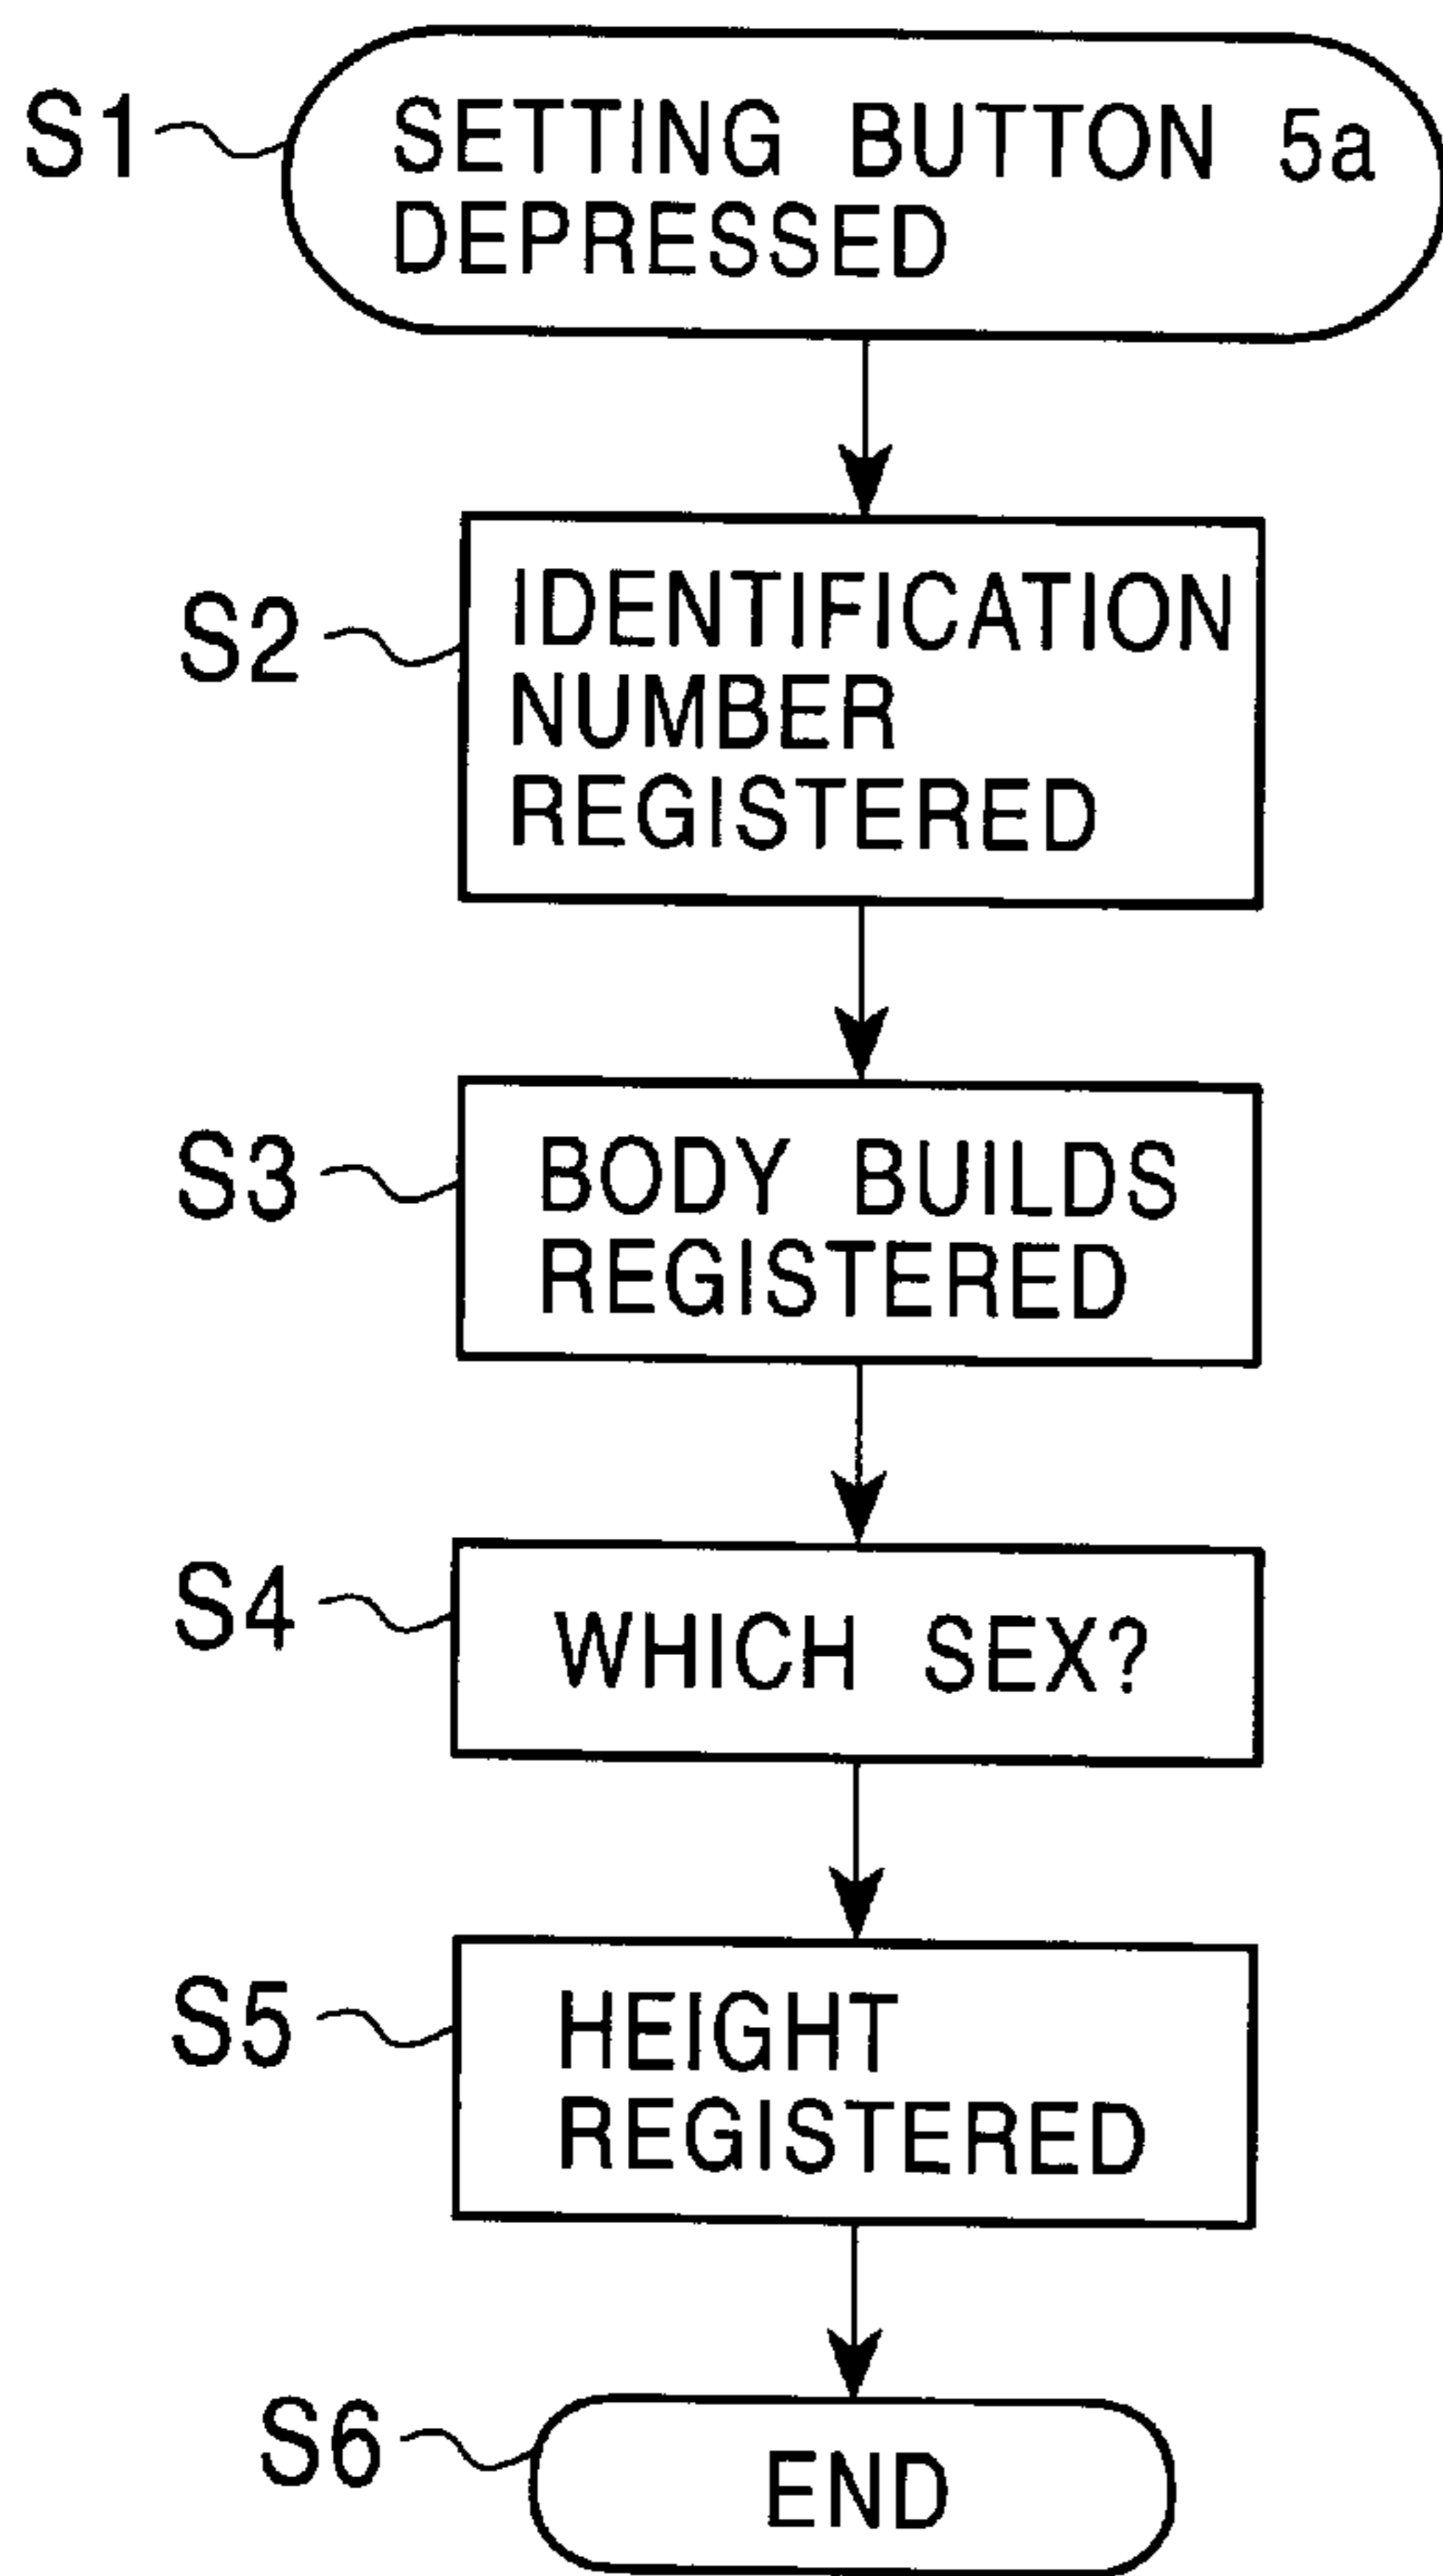 S1
SETTING BUTTON 5a
DEPRESSED
S2
IDENTIFICATION
NUMBER
REGISTERED
S3
BODY BUILDS
REGISTERED
S4
WHICH SEX?
S5
HEIGHT
REGISTERED
S6
END